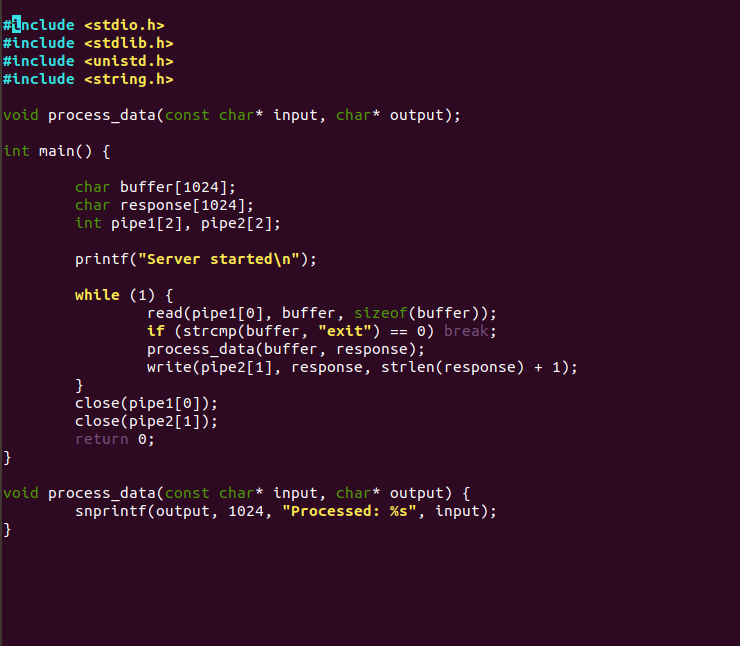 #include <stdio.h>
#include <stdlib.h>
#include <unistd.h>
#include <string.h>

void process_data(const char* input, char* output);

int main() {

        char buffer[1024];
        char response[1024];
        int pipe1[2], pipe2[2];

        printf("Server started\n");

        while (1) {
                read(pipe1[0], buffer, sizeof(buffer));
                if (strcmp(buffer, "exit") == 0) break;
                process_data(buffer, response);
                write(pipe2[1], response, strlen(response) + 1);
        }
        close(pipe1[0]);
        close(pipe2[1]);
        return 0;
}

void process_data(const char* input, char* output) {
        snprintf(output, 1024, "Processed: %s", input);
}